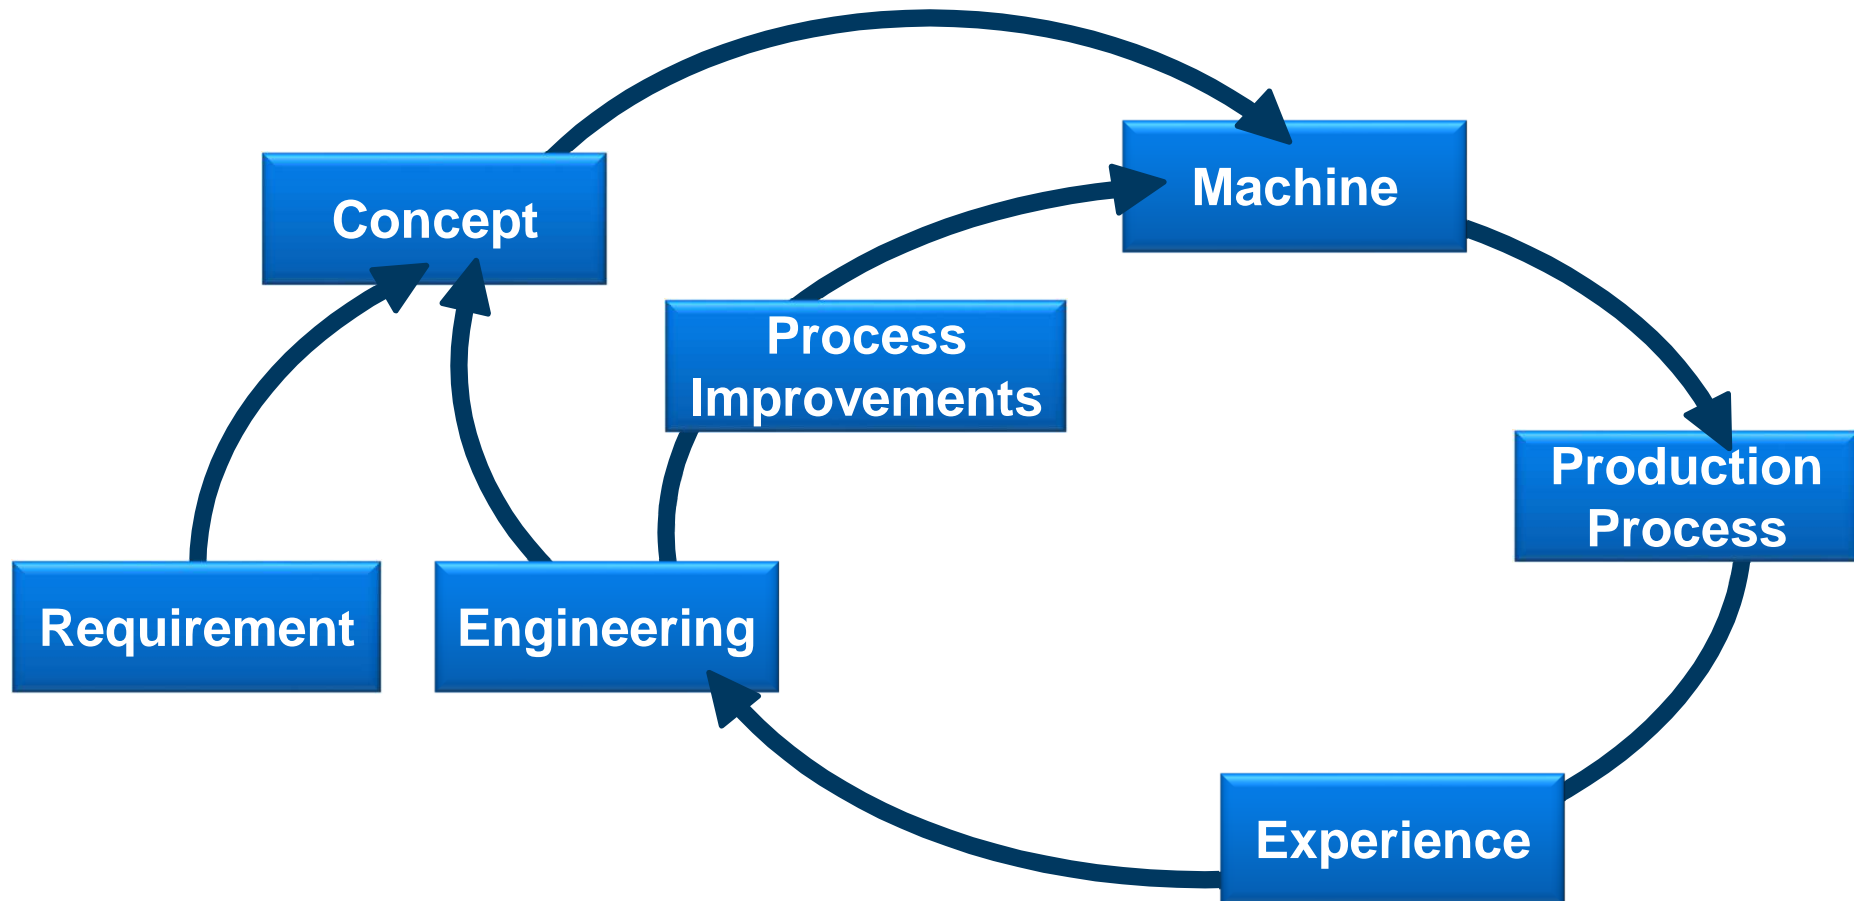 Concept
Machine
Process
Improvements
Production
Process
Requirement
Engineering
Experience